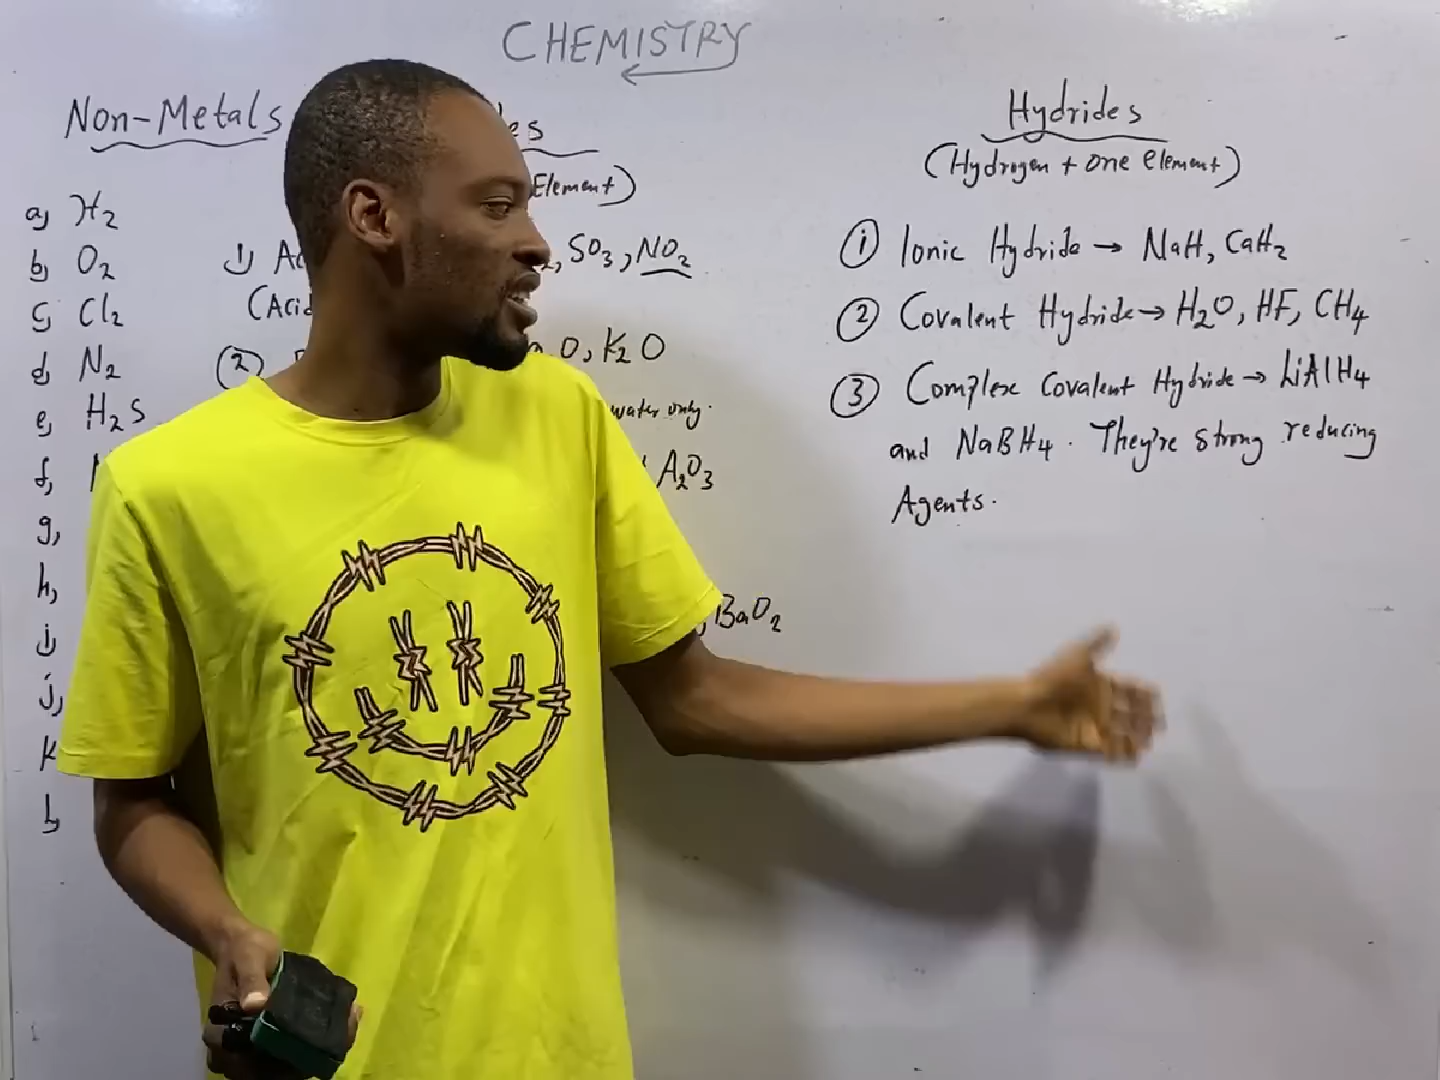 CHEMISTRY
Non-Metals
a, H2
b, O2
c, Cl2
d, N2
e, H2S
f,
g,
h,
i,
j,
k
l,
es
Element)
1) Ac , SO3, NO2
(Acid
(2) O, K2O
water only.
A2O3
, BaO2
Hydrides
(Hydrogen + one element)
(1) Ionic Hydride → NaH, CaH2
(2) Covalent Hydride → H2O, HF, CH4
(3) Complex Covalent Hydride → LiAlH4
and NaBH4. They're strong reducing
Agents.